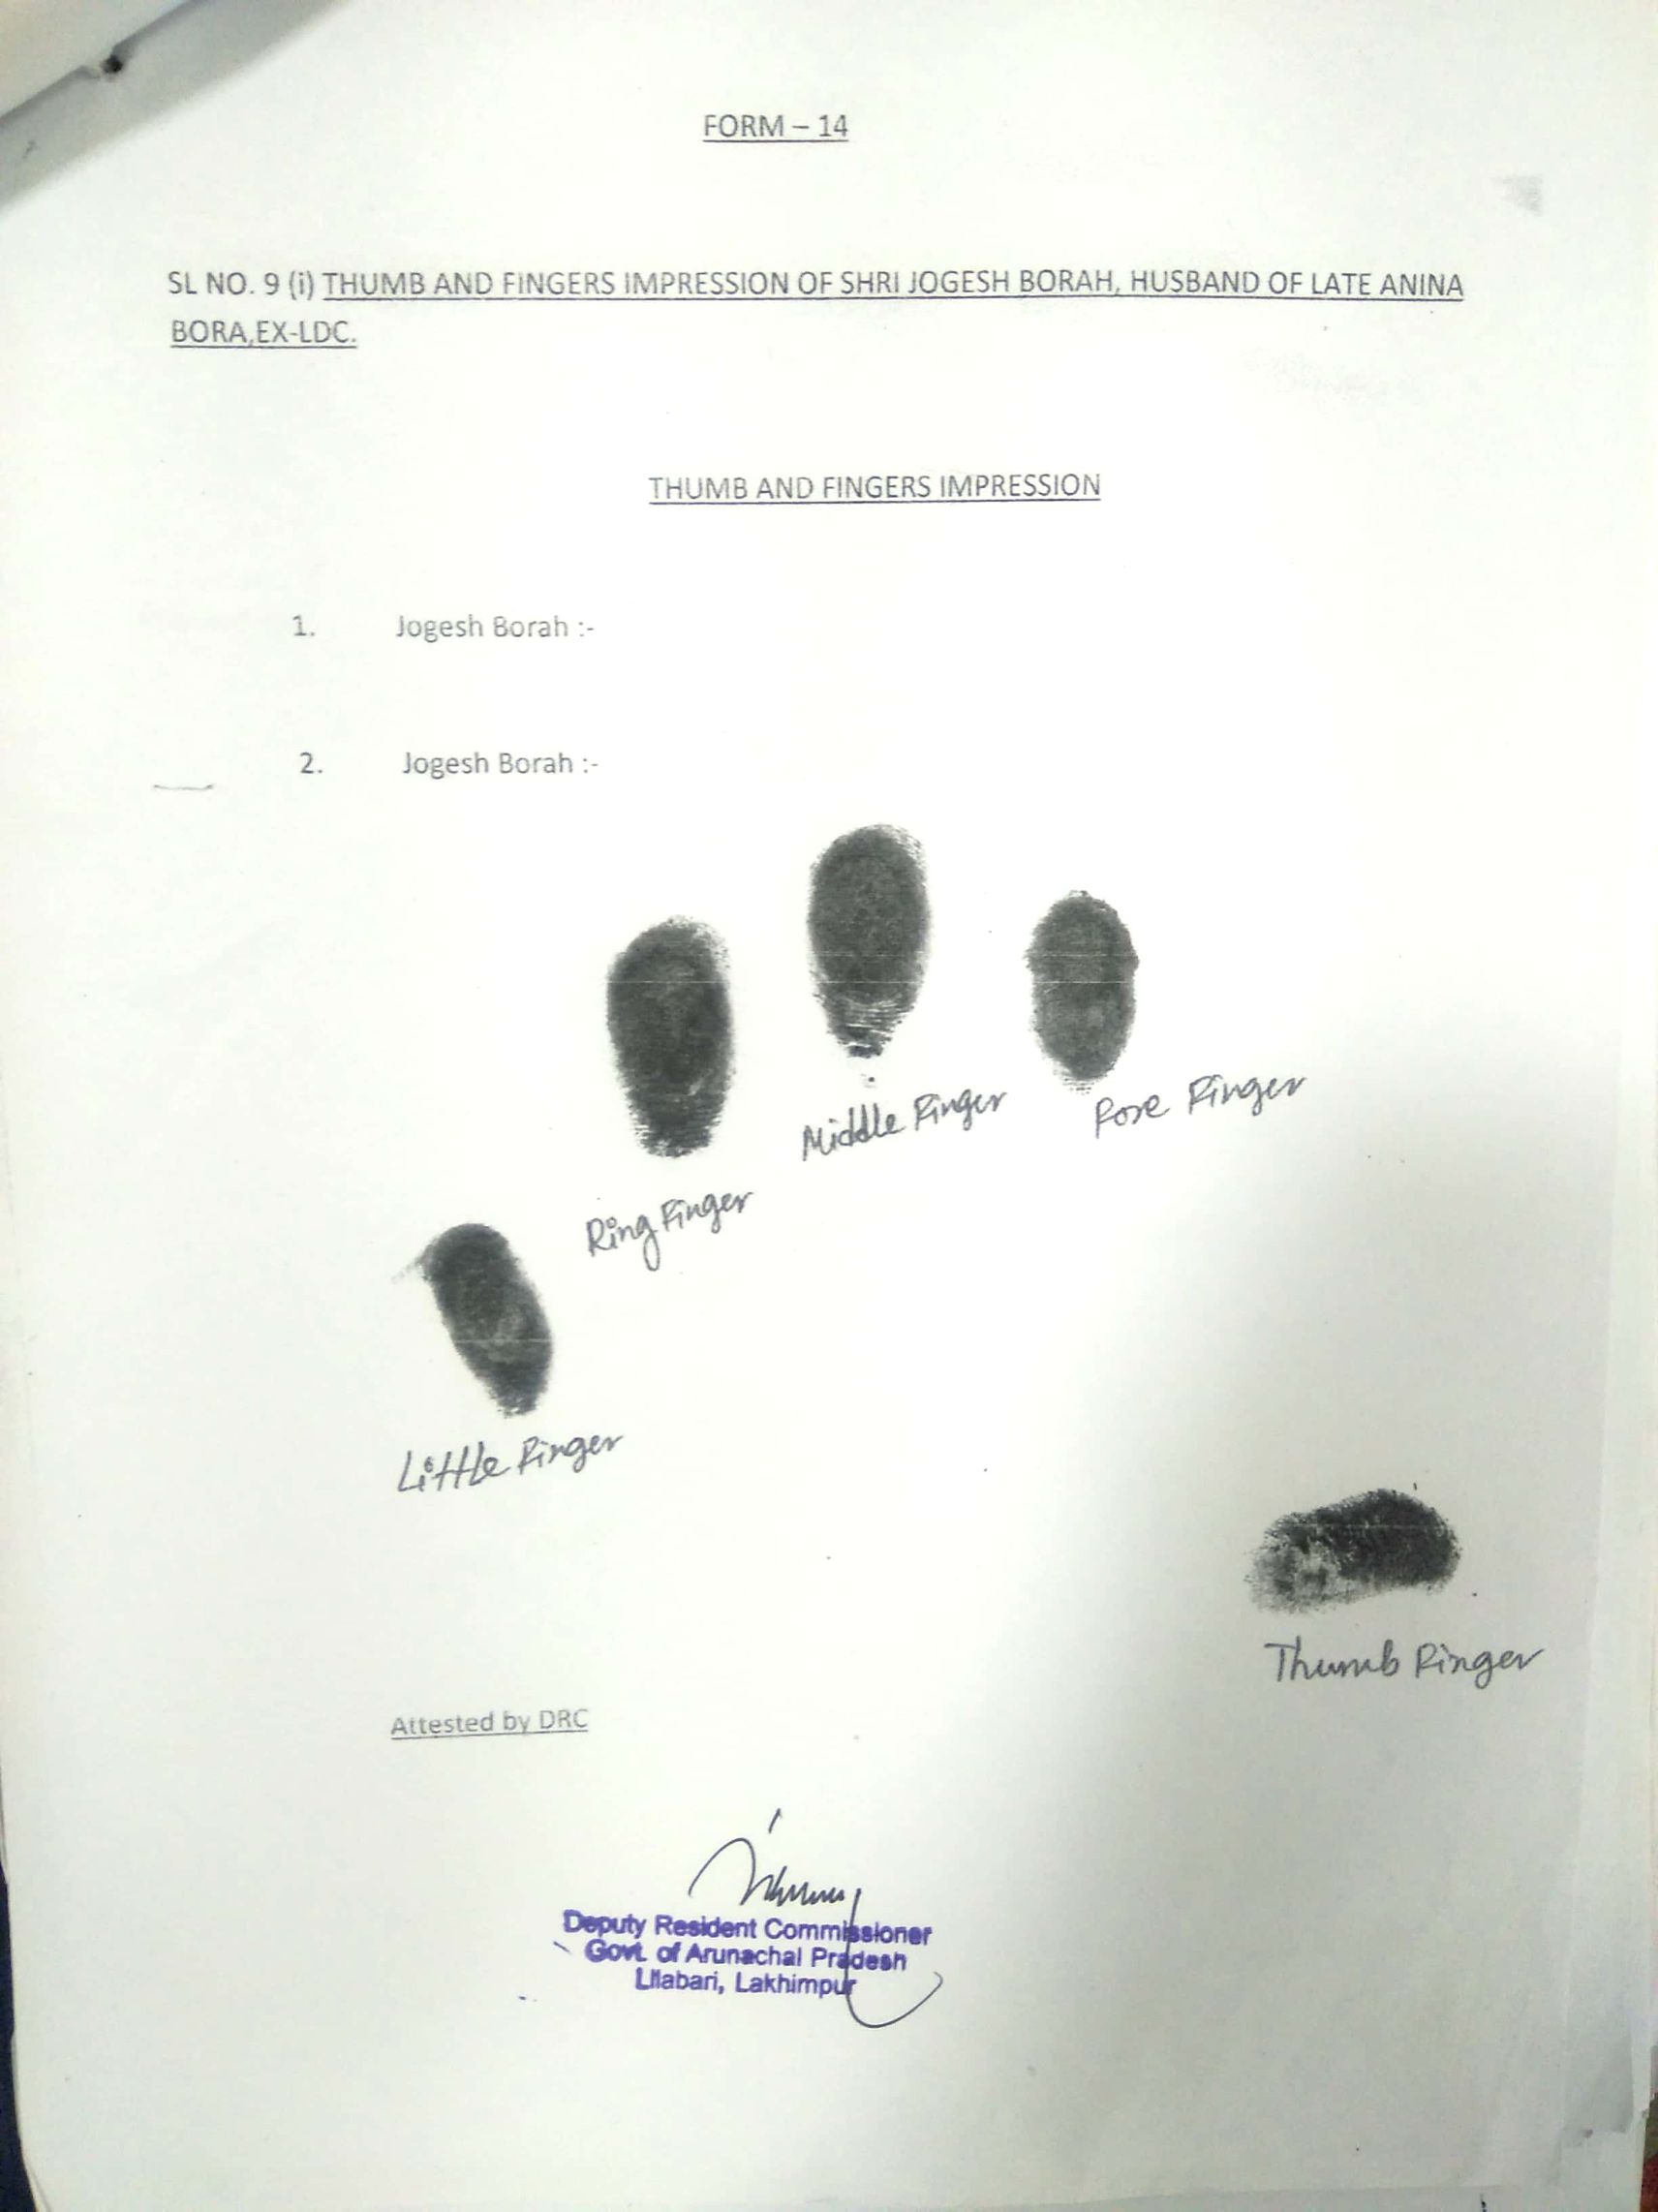 FORM – 14
SL NO. 9 (i) THUMB AND FINGERS IMPRESSION OF SHRI JOGESH BORAH, HUSBAND OF LATE ANINA
BORA,EX-LDC.
THUMB AND FINGERS IMPRESSION
1. Jogesh Borah :-
2. Jogesh Borah :-
Middle Finger
Fore Finger
Ring Finger
Little Finger
Thumb Finger
Attested by DRC
Deputy Resident Commissioner
Govt. of Arunachal Pradesh
Lilabari, Lakhimpur